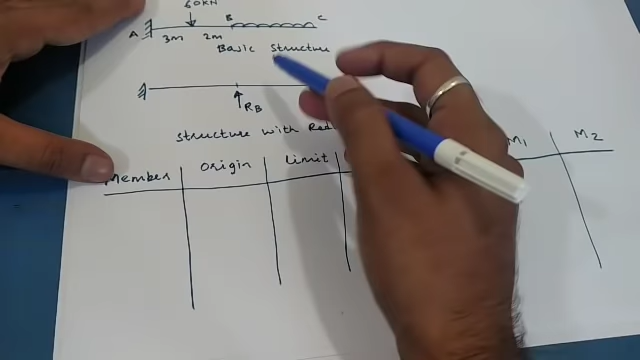 60KN
B
C
A
3m
2m
Basic structure
RB
structure with Red
Member
Origin
limit
M1
M2